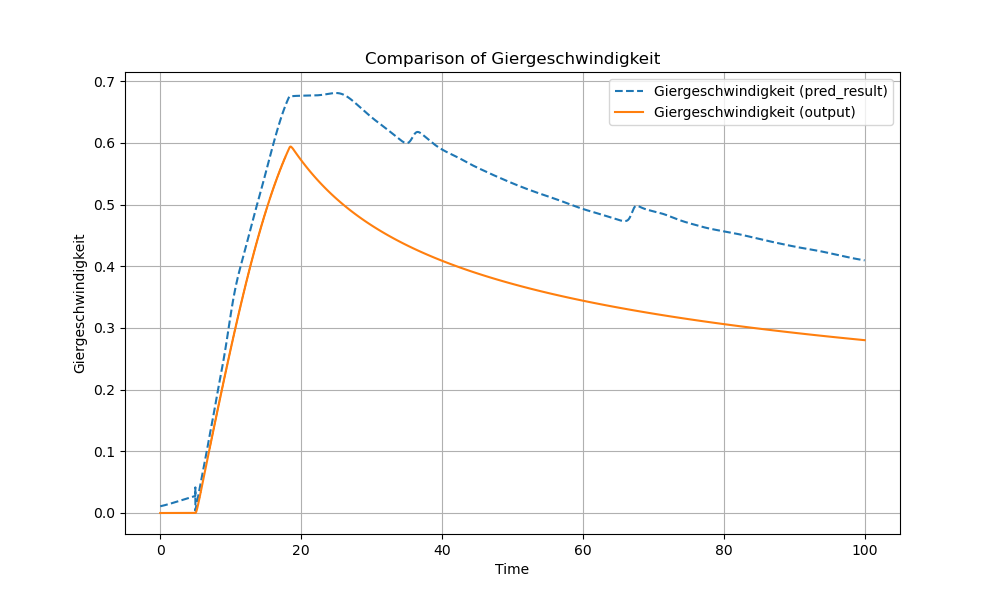 Comparison of Giergeschwindigkeit
Giergeschwindigkeit (pred_result)
Giergeschwindigkeit (output)
0.7
0.6
0.5
0.4
0.3
0.2
0.1
0.0
Giergeschwindigkeit
0 20 40 60 80 100
Time